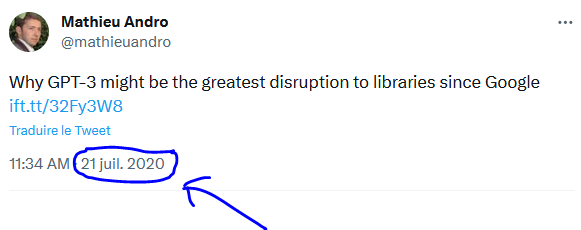 Mathieu Andro
@mathieuandro
Why GPT-3 might be the greatest disruption to libraries since Google
ift.tt/32Fy3W8
Traduire le Tweet
11:34 AM 21 juil. 2020